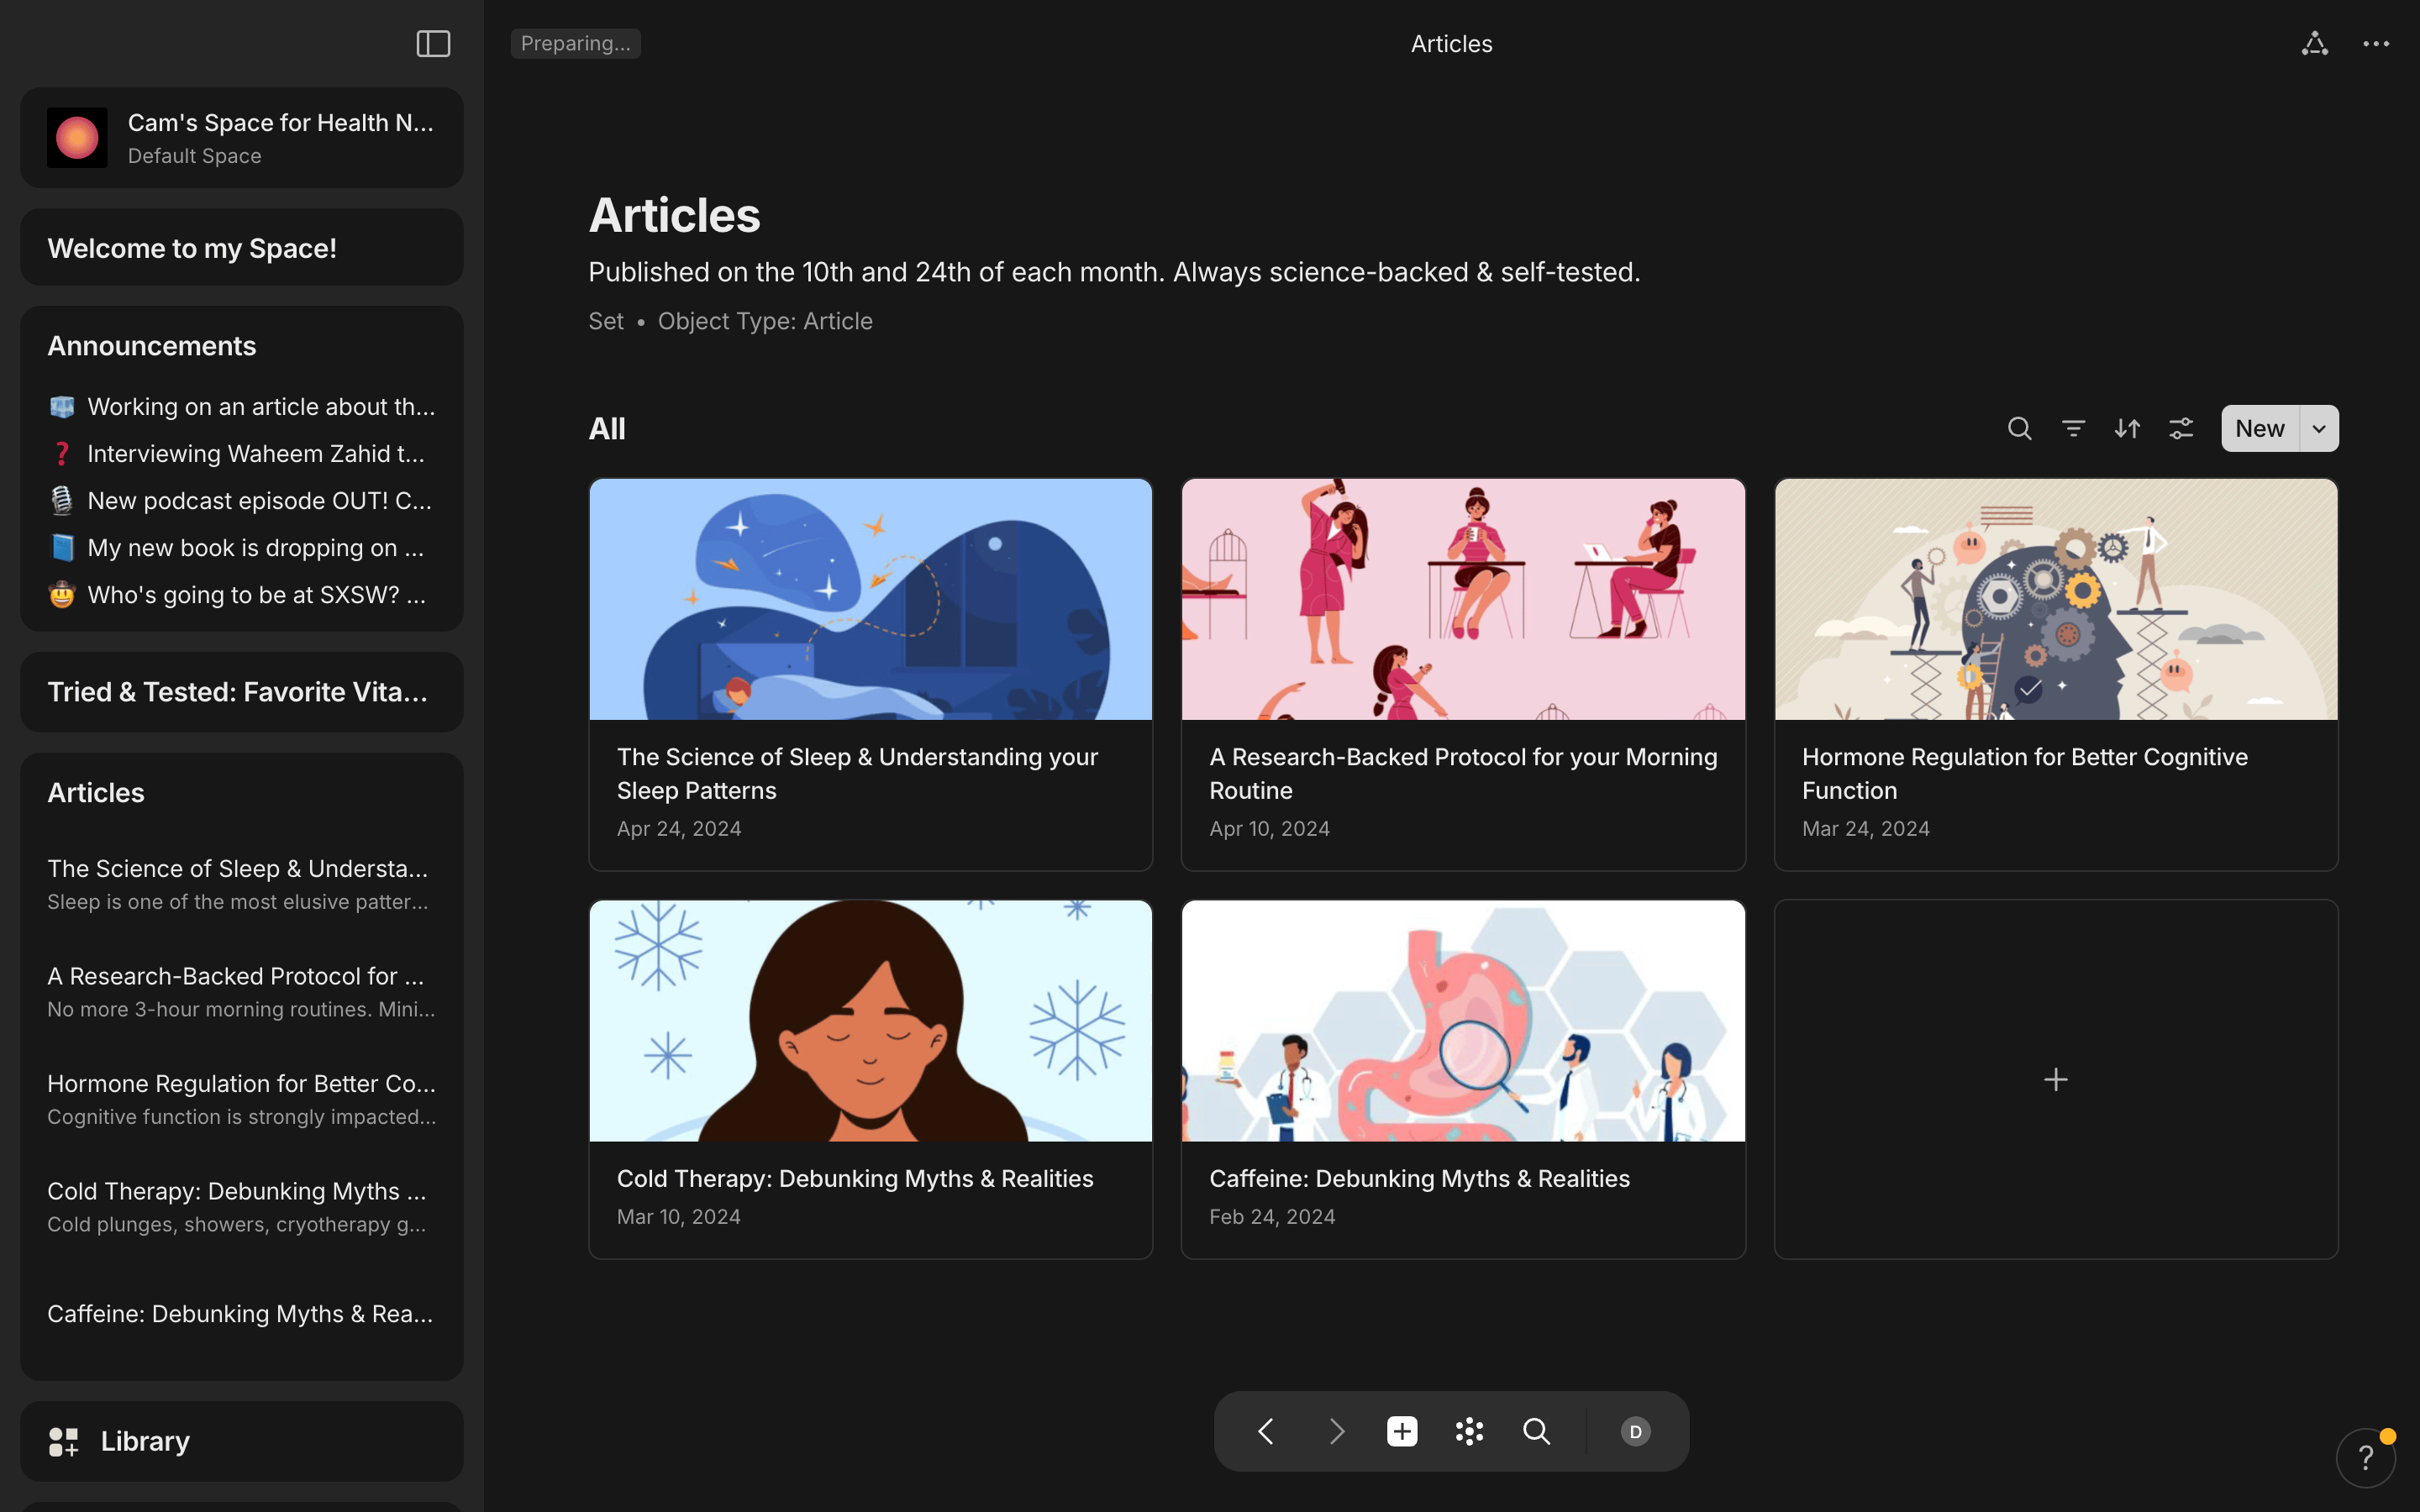 Preparing...
Articles
Cam's Space for Health N...
Default Space
Welcome to my Space!
Announcements
Working on an article about th...
Interviewing Waheem Zahid t...
New podcast episode OUT! C...
My new book is dropping on ...
Who's going to be at SXSW? ...
Tried & Tested: Favorite Vita...
Articles
The Science of Sleep & Understa...
Sleep is one of the most elusive patter...
A Research-Backed Protocol for ...
No more 3-hour morning routines. Mini...
Hormone Regulation for Better Co...
Cognitive function is strongly impacted...
Cold Therapy: Debunking Myths ...
Cold plunges, showers, cryotherapy g...
Caffeine: Debunking Myths & Rea...
Library
Articles
Published on the 10th and 24th of each month. Always science-backed & self-tested.
Set • Object Type: Article
All
New
The Science of Sleep & Understanding your
Sleep Patterns
Apr 24, 2024
A Research-Backed Protocol for your Morning
Routine
Apr 10, 2024
Hormone Regulation for Better Cognitive
Function
Mar 24, 2024
Cold Therapy: Debunking Myths & Realities
Mar 10, 2024
Caffeine: Debunking Myths & Realities
Feb 24, 2024
D
?